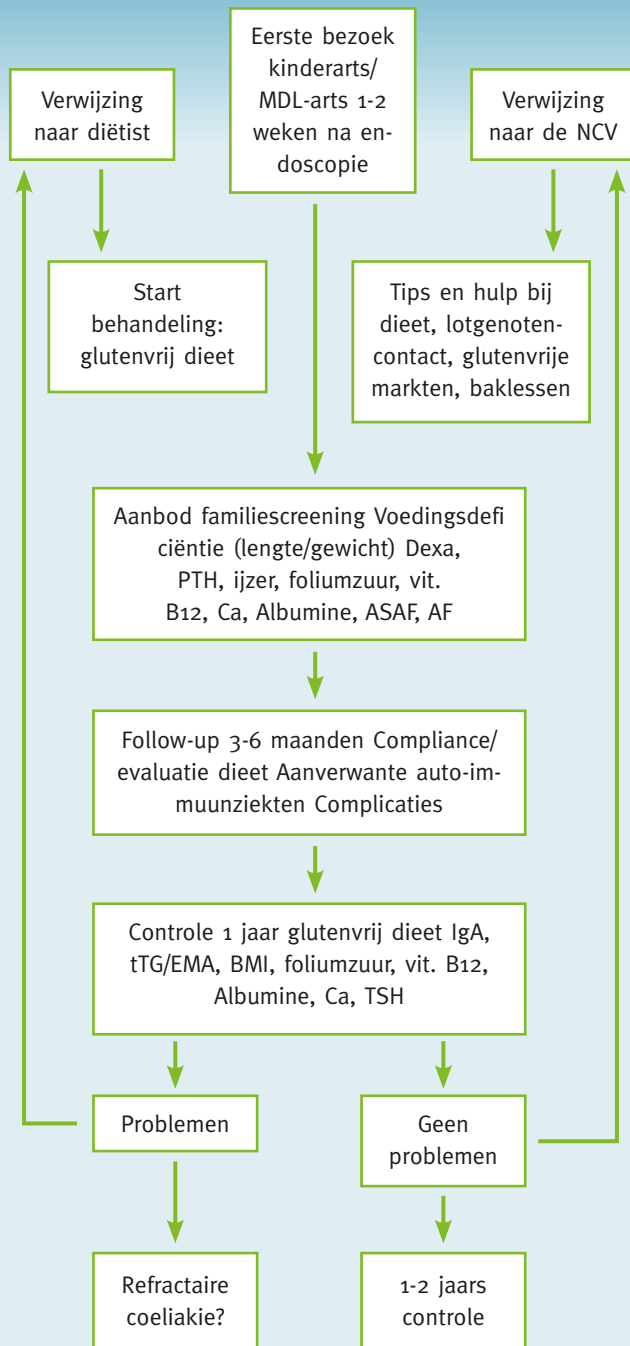 Verwijzing
naar diëtist
Eerste bezoek
kinderarts/
MDL-arts 1-2
weken na en-
doscopie
Verwijzing
naar de NCV
Start
behandeling:
glutenvrij dieet
Tips en hulp bij
dieet, lotgenoten-
contact, glutenvrije
markten, baklessen
Aanbod familiescreening Voedingsdefi
ciëntie (lengte/gewicht) Dexa,
PTH, ijzer, foliumzuur, vit.
B12, Ca, Albumine, ASAF, AF
Follow-up 3-6 maanden Compliance/
evaluatie dieet Aanverwante auto-im-
muunziekten Complicaties
Controle 1 jaar glutenvrij dieet IgA,
tTG/EMA, BMI, foliumzuur, vit. B12,
Albumine, Ca, TSH
Problemen
Geen
problemen
Refractaire
coeliakie?
1-2 jaars
controle